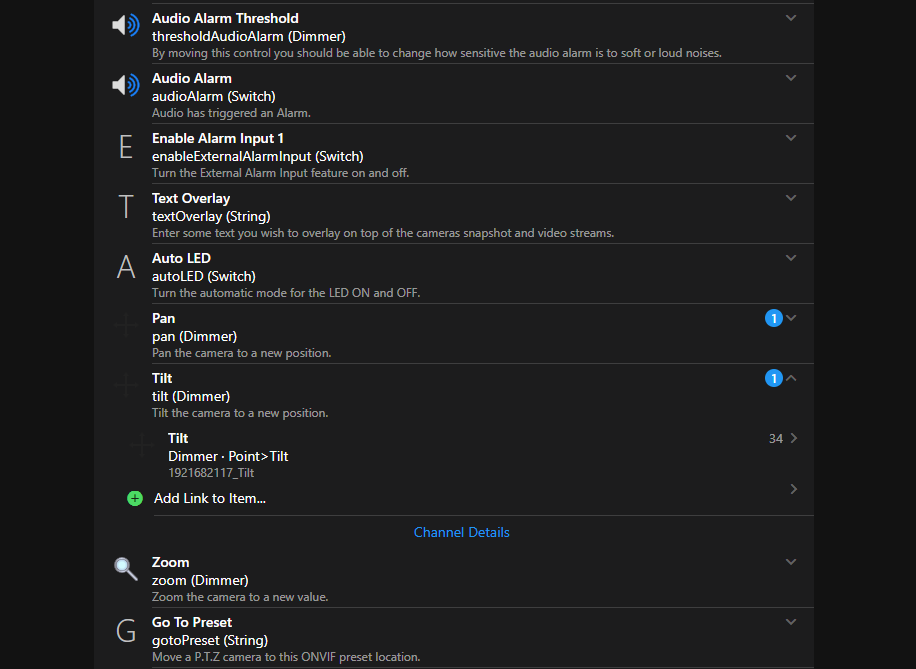 Audio Alarm Threshold
thresholdAudioAlarm (Dimmer)
By moving this control you should be able to change how sensitive the audio alarm is to soft or loud noises.
Audio Alarm
audioAlarm (Switch)
Audio has triggered an Alarm.
E
Enable Alarm Input 1
enableExternalAlarmInput (Switch)
Turn the External Alarm Input feature on and off.
T
Text Overlay
textOverlay (String)
Enter some text you wish to overlay on top of the cameras snapshot and video streams.
A
Auto LED
autoLED (Switch)
Turn the automatic mode for the LED ON and OFF.
Pan 1
pan (Dimmer)
Pan the camera to a new position.
Tilt 1
tilt (Dimmer)
Tilt the camera to a new position.
Tilt 34
Dimmer · Point>Tilt
1921682117_Tilt
Add Link to Item...
Channel Details
Zoom
zoom (Dimmer)
Zoom the camera to a new value.
G
Go To Preset
gotoPreset (String)
Move a P.T.Z camera to this ONVIF preset location.